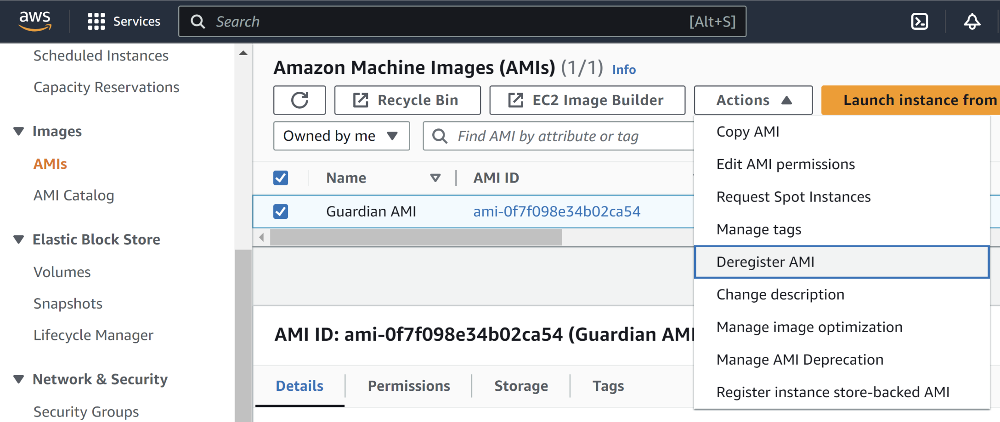 aws
Services
Search
[Alt+S]
Scheduled Instances
Capacity Reservations
Images
AMIs
AMI Catalog
Elastic Block Store
Volumes
Snapshots
Lifecycle Manager
Network & Security
Security Groups
Amazon Machine Images (AMIs) (1/1) Info
Recycle Bin
EC2 Image Builder
Actions
Launch instance from
Owned by me
Find AMI by attribute or tag
Name
AMI ID
Guardian AMI
ami-0f7f098e34b02ca54
Copy AMI
Edit AMI permissions
Request Spot Instances
Manage tags
Deregister AMI
Change description
Manage image optimization
Manage AMI Deprecation
Register instance store-backed AMI
AMI ID: ami-0f7f098e34b02ca54 (Guardian AMI
Details
Permissions
Storage
Tags